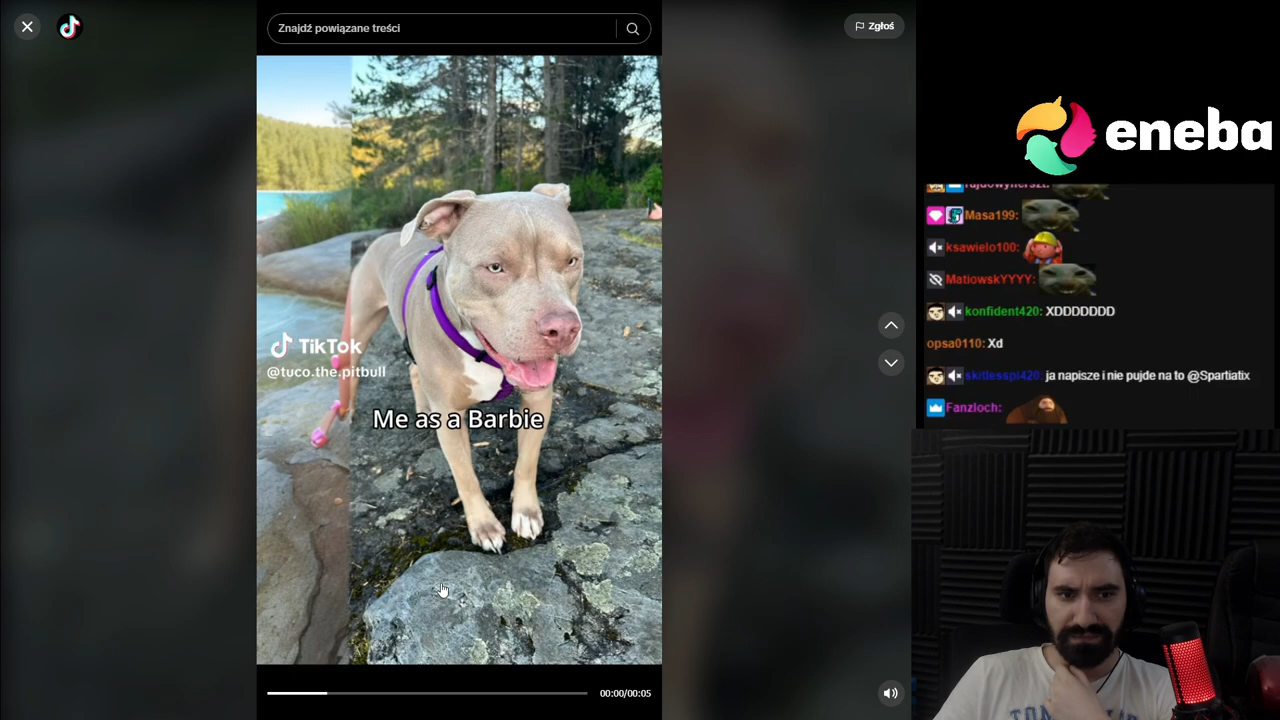 Znajdź powiązane treści
Zgłoś
TikTok
@tuco.the.pitbull
Me as a Barbie
00:00/00:05
eneba
Masa199:
ksawielo100:
MatiowskYYYY:
konfident420: XDDDDDDD
opsa0110: Xd
skitlesspl420: ja napisze i nie pujde na to @Spartiatix
Fanzloch: